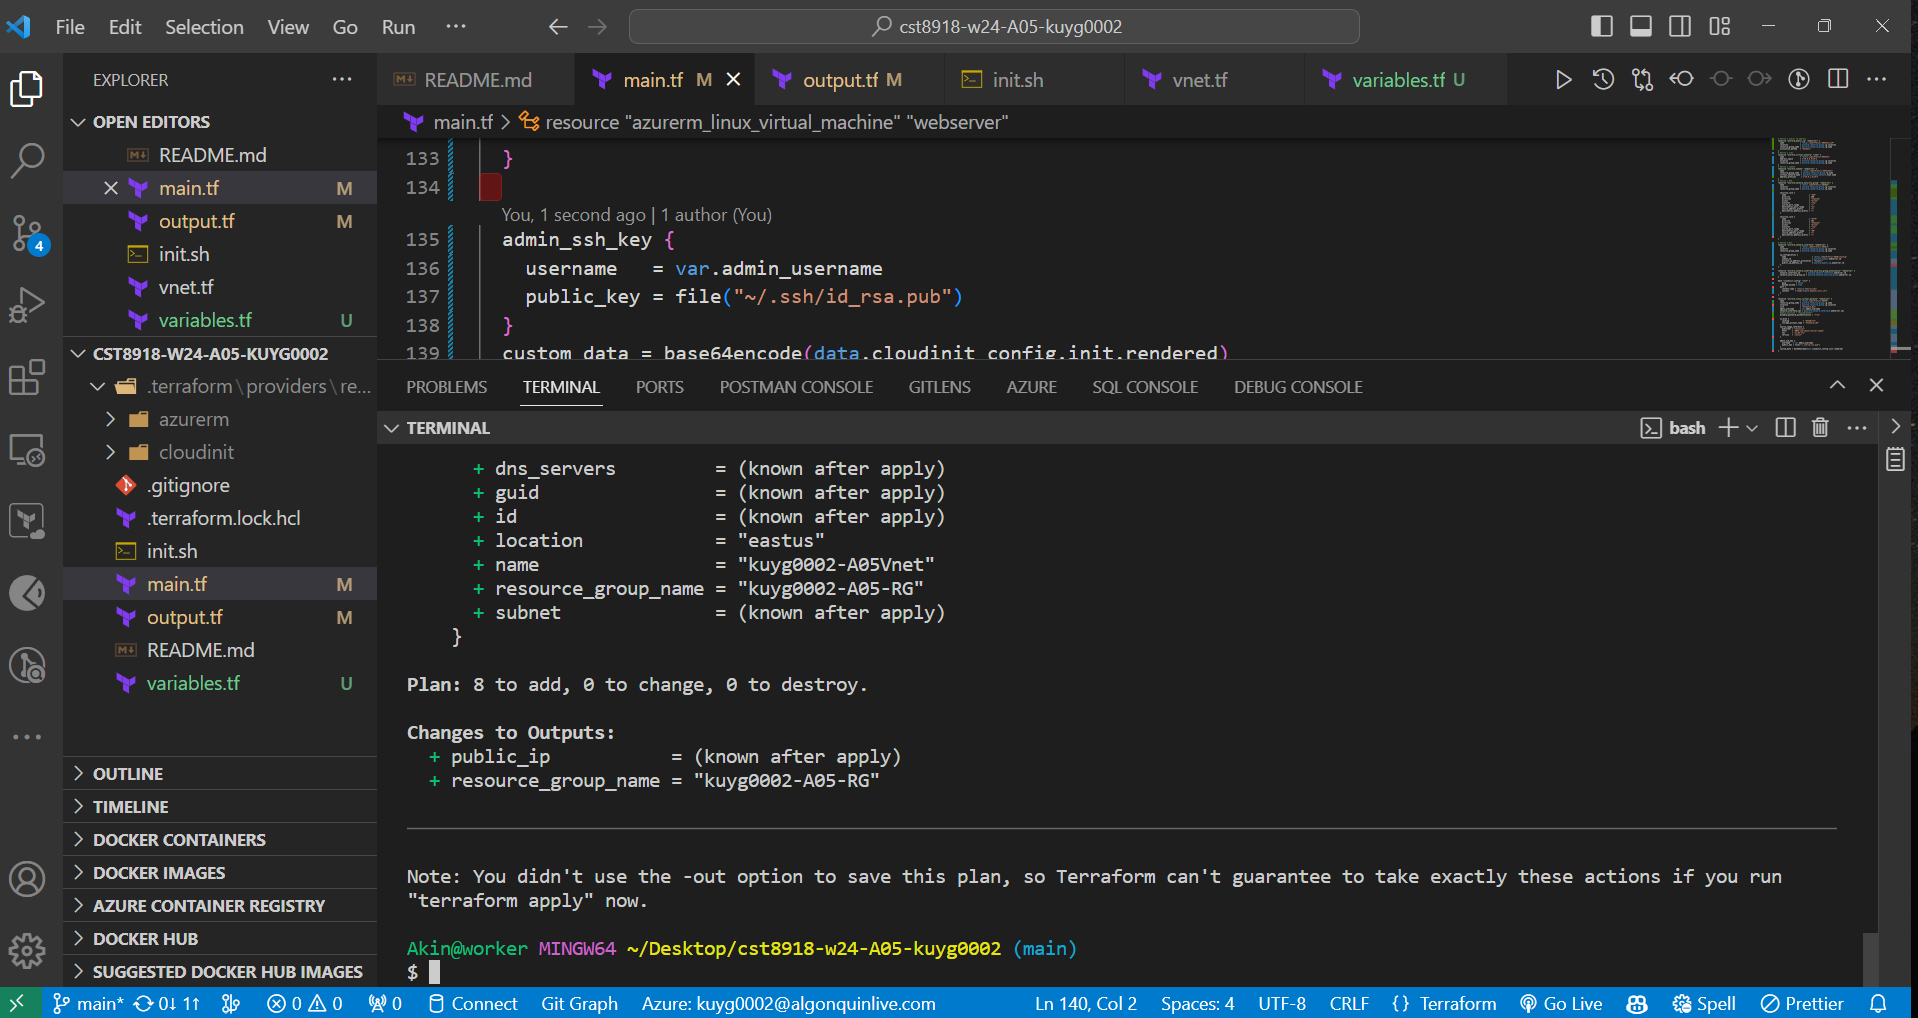 File Edit Selection View Go Run ···
cst8918-w24-A05-kuyg0002
EXPLORER ···
OPEN EDITORS
README.md
main.tf M
output.tf M
init.sh
vnet.tf
variables.tf U
CST8918-W24-A05-KUYG0002
.terraform\providers\re...
azurerm
cloudinit
.gitignore
.terraform.lock.hcl
init.sh
main.tf M
output.tf M
README.md
variables.tf U
OUTLINE
TIMELINE
DOCKER CONTAINERS
DOCKER IMAGES
AZURE CONTAINER REGISTRY
DOCKER HUB
SUGGESTED DOCKER HUB IMAGES
4
README.md main.tf M output.tf M init.sh vnet.tf variables.tf U
main.tf > resource "azurerm_linux_virtual_machine" "webserver"
133 }
134
You, 1 second ago | 1 author (You)
135 admin_ssh_key {
136 username = var.admin_username
137 public_key = file("~/.ssh/id_rsa.pub")
138 }
139 custom_data = base64encode(data.cloudinit_config.init.rendered)
PROBLEMS TERMINAL PORTS POSTMAN CONSOLE GITLENS AZURE SQL CONSOLE DEBUG CONSOLE
TERMINAL bash
+ dns_servers = (known after apply)
+ guid = (known after apply)
+ id = (known after apply)
+ location = "eastus"
+ name = "kuyg0002-A05Vnet"
+ resource_group_name = "kuyg0002-A05-RG"
+ subnet = (known after apply)
}
Plan: 8 to add, 0 to change, 0 to destroy.
Changes to Outputs:
+ public_ip = (known after apply)
+ resource_group_name = "kuyg0002-A05-RG"
Note: You didn't use the -out option to save this plan, so Terraform can't guarantee to take exactly these actions if you run
"terraform apply" now.
Akin@worker MINGW64 ~/Desktop/cst8918-w24-A05-kuyg0002 (main)
$
main* 0↓ 1↑ 0 0 0 Connect Git Graph Azure: kuyg0002@algonquinlive.com Ln 140, Col 2 Spaces: 4 UTF-8 CRLF {} Terraform Go Live Spell Prettier